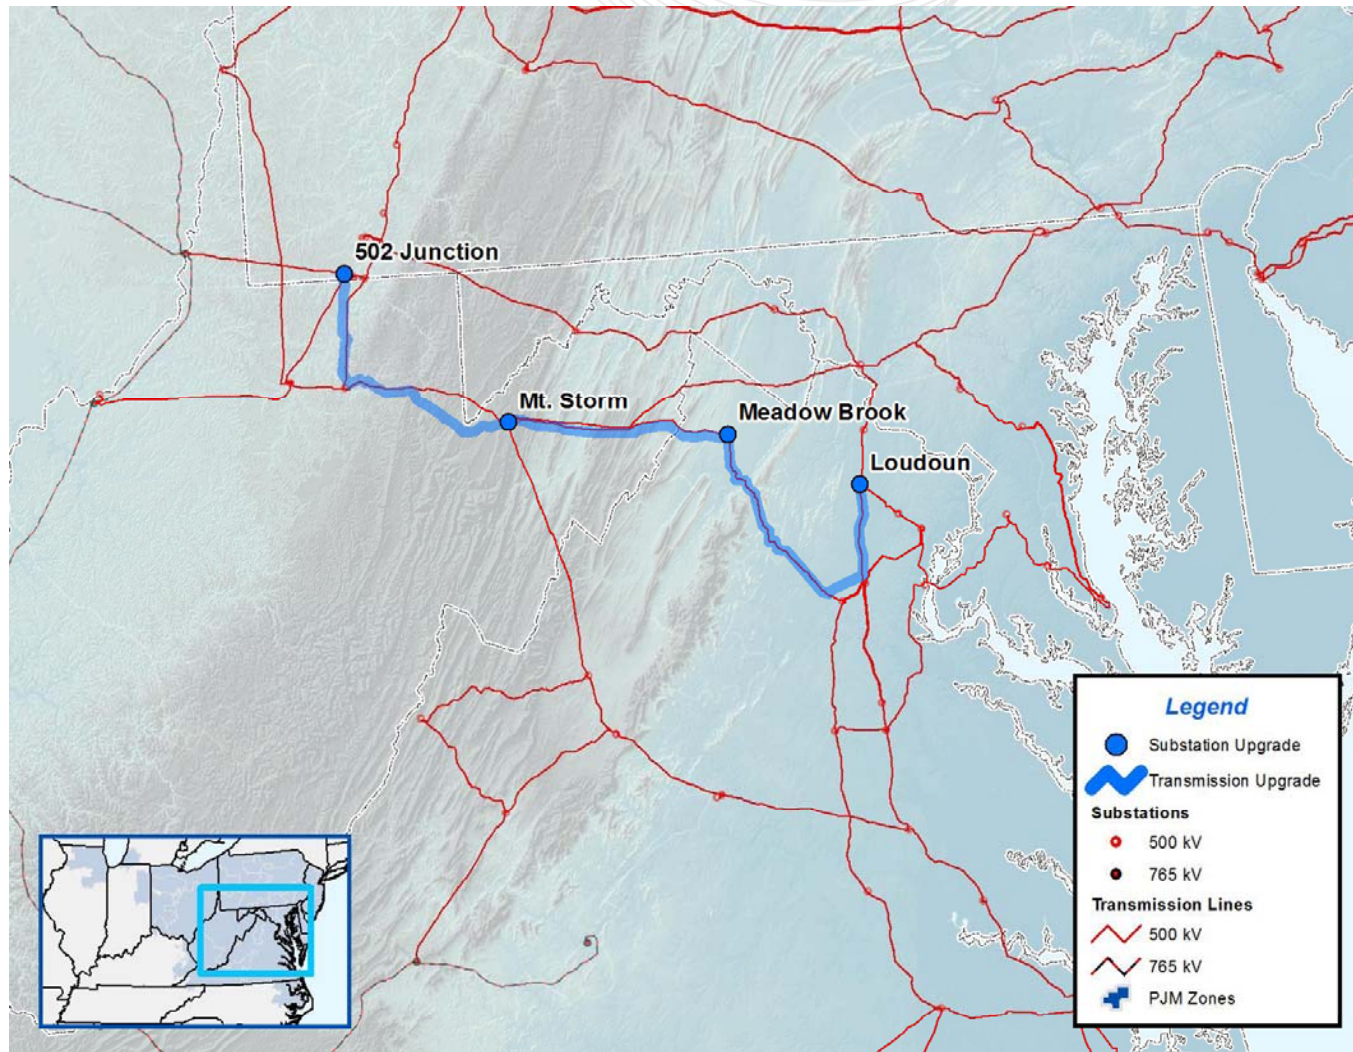 502 Junction
Mt. Storm
Meadow Brook
Loudoun
Legend
Substation Upgrade
Transmission Upgrade
Substations
500 kV
765 kV
Transmission Lines
500 kV
765 kV
PJM Zones